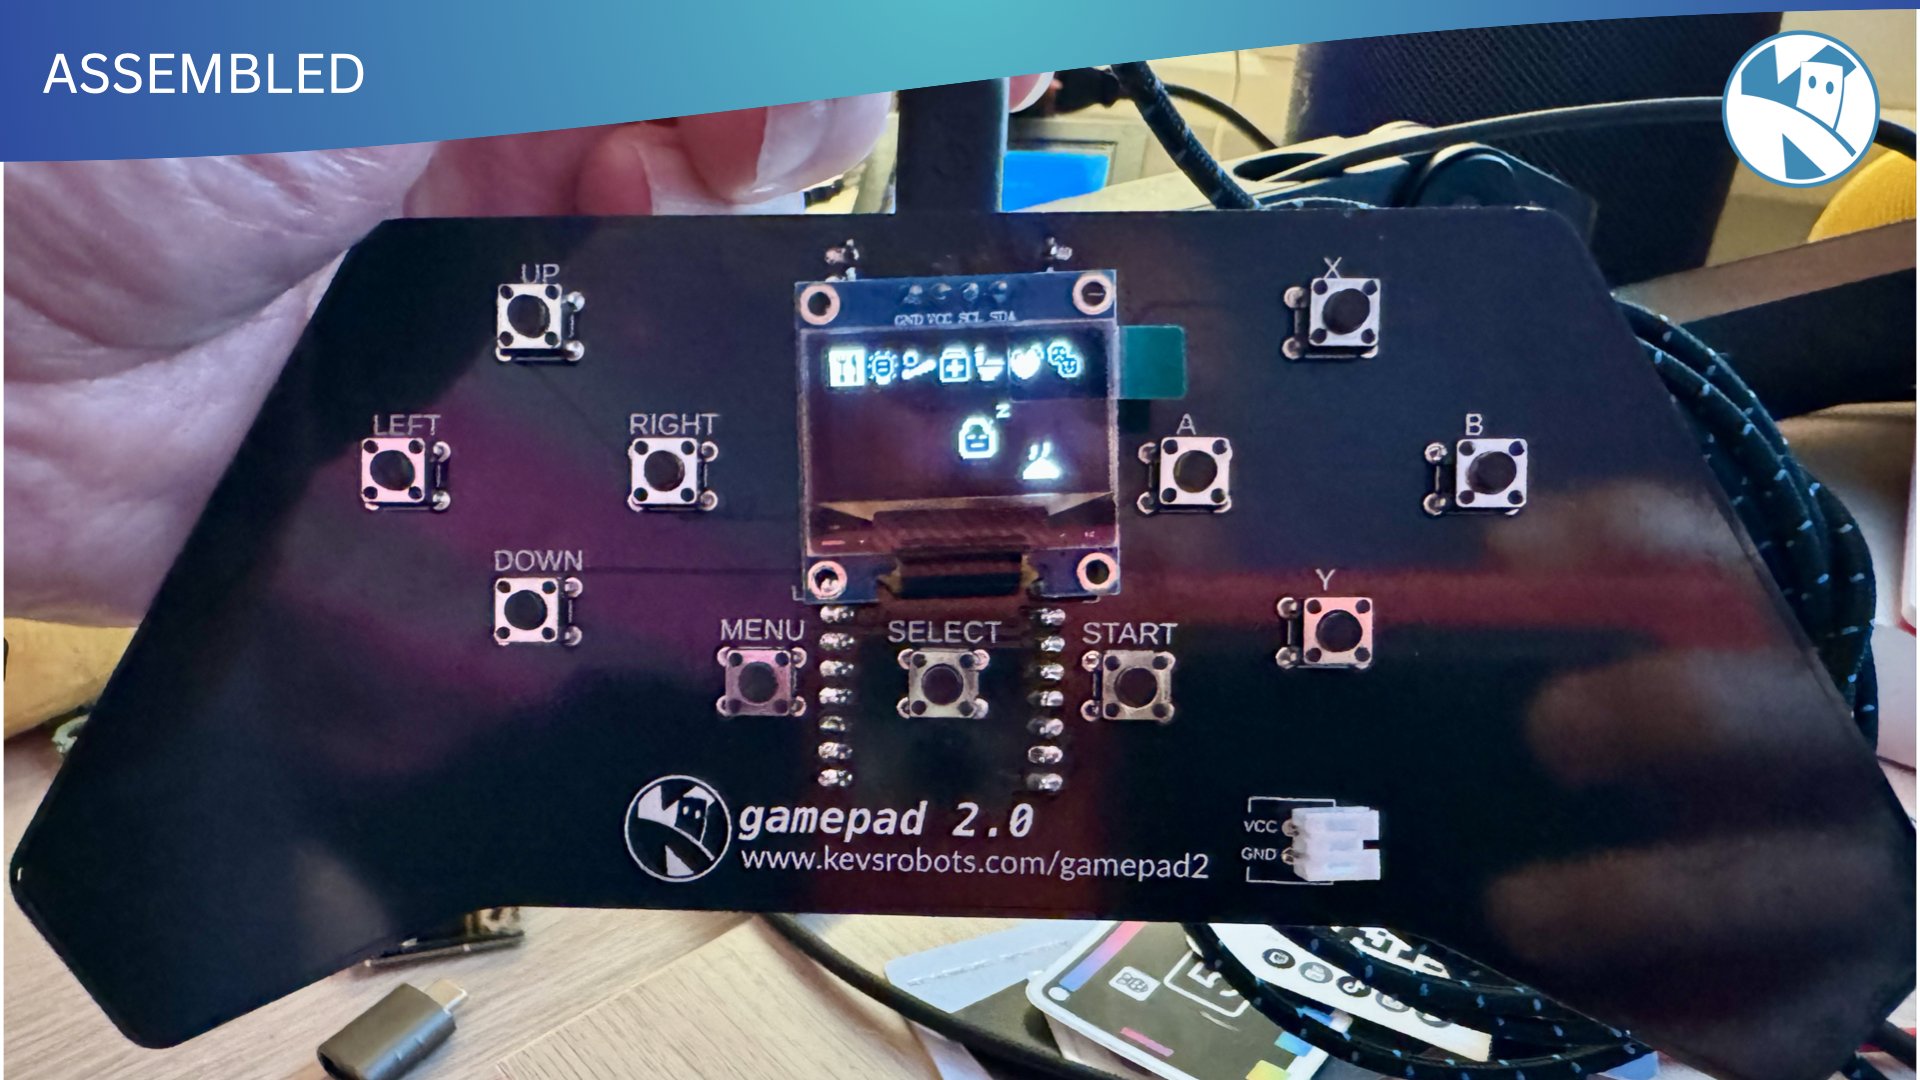 ASSEMBLED
UP
X
GND VCC SCL SDA
Z
LEFT
RIGHT
A
B
DOWN
Y
MENU
SELECT
START
gamepad 2.0
www.kevsrobots.com/gamepad2
VCC
GND